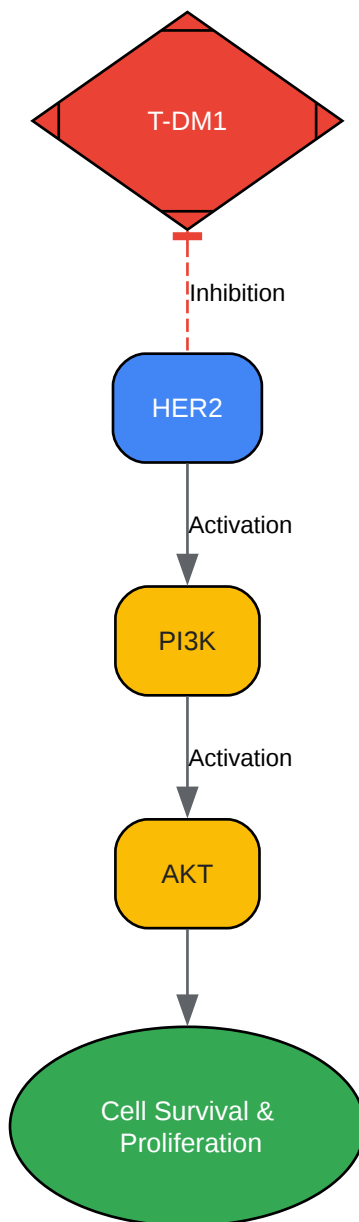 T-DM1
Inhibition
HER2
Activation
PI3K
Activation
AKT
Cell Survival &
Proliferation